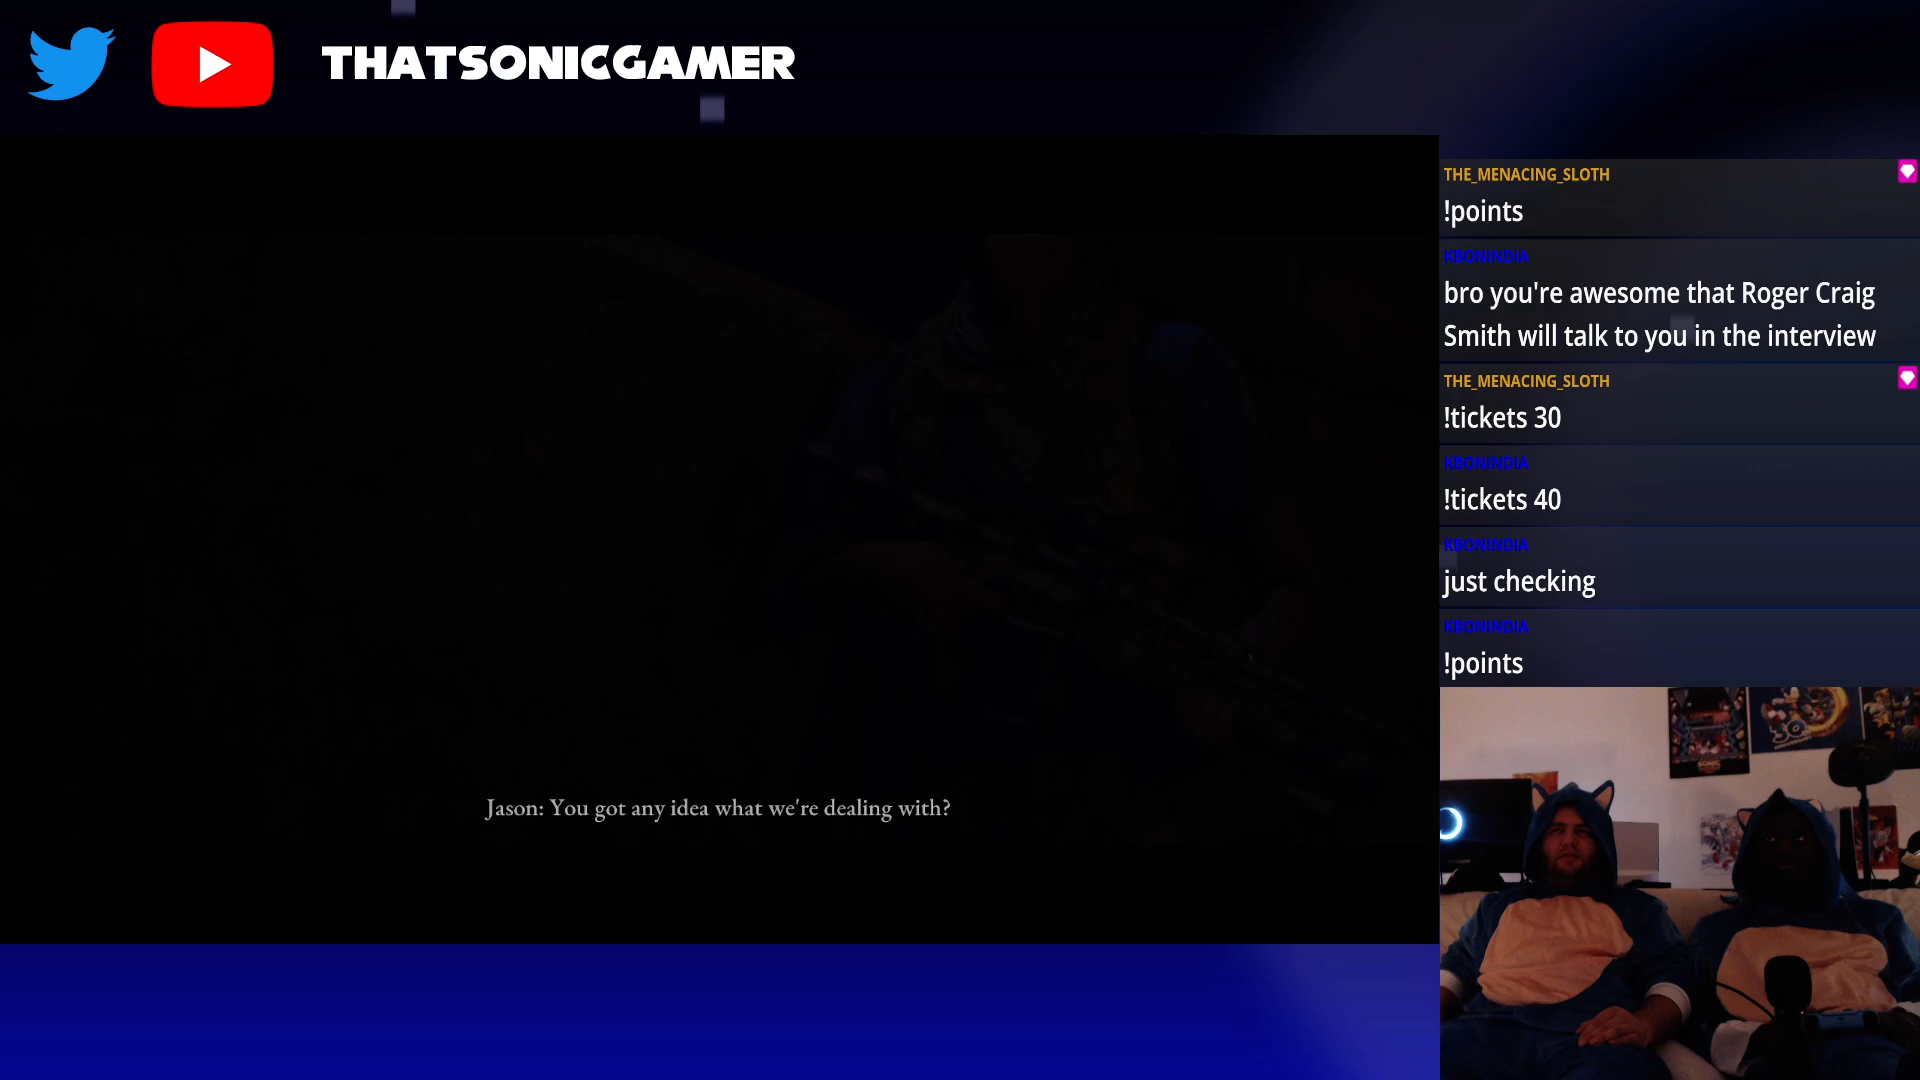 THATSONICGAMER
THE_MENACING_SLOTH
!points
KBONINDIA
bro you're awesome that Roger Craig
Smith will talk to you in the interview
THE_MENACING_SLOTH
!tickets 30
KBONINDIA
!tickets 40
KBONINDIA
just checking
KBONINDIA
!points
Jason: You got any idea what we're dealing with?